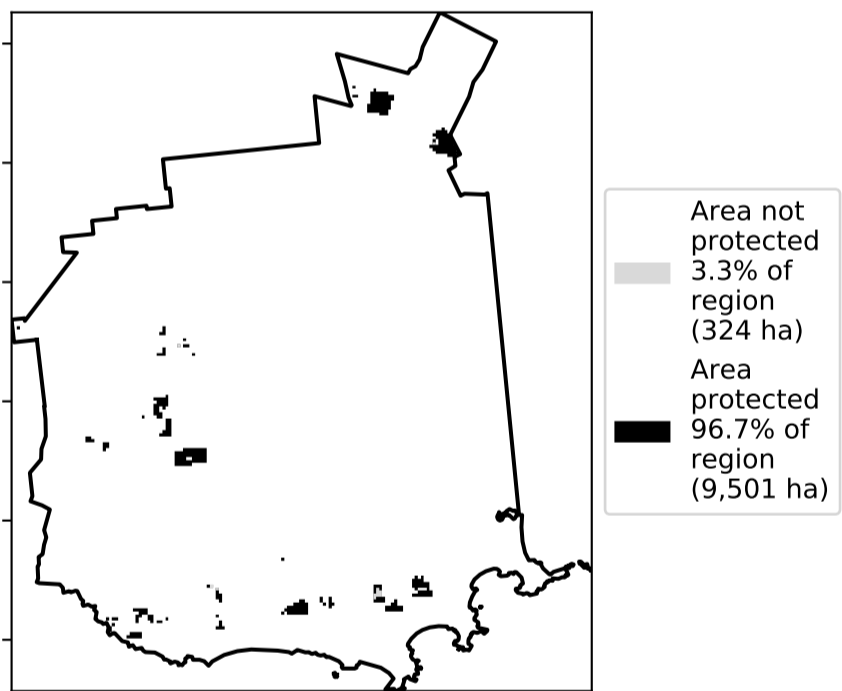 Area not
protected
3.3% of
region
(324 ha)
Area
protected
96.7% of
region
(9,501 ha)